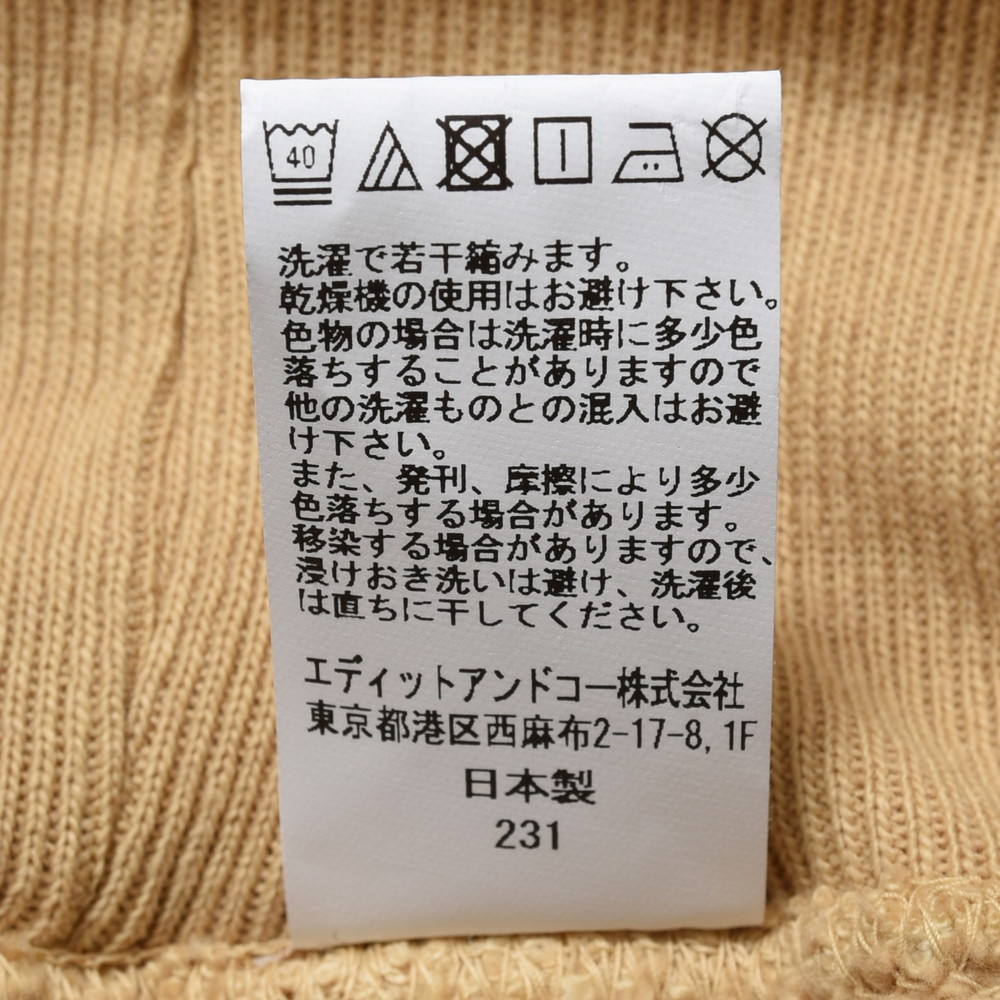 40
洗濯で若干縮みます。
乾燥機の使用はお避け下さい。
色物の場合は洗濯時に多少色
落ちすることがありますので
他の洗濯ものとの混入はお避
け下さい。
また、発刊、摩擦により多少
色落ちする場合があります。
移染する場合がありますので、
浸けおき洗いは避け、洗濯後
は直ちに干してください。
エディットアンドコー株式会社
東京都港区西麻布2-17-8,1F
日本製
231